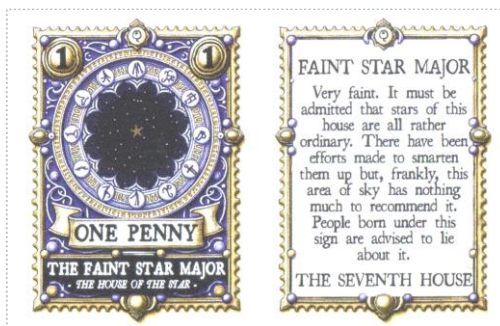 1
1
ONE PENNY
THE FAINT STAR MAJOR
THE HOUSE OF THE STAR
FAINT STAR MAJOR
Very faint. It must be
admitted that stars of this
house are all rather
ordinary. There have been
efforts made to smarten
them up but, frankly, this
area of sky has nothing
much to recommend it.
People born under this
sign are advised to lie
about it.
THE SEVENTH HOUSE